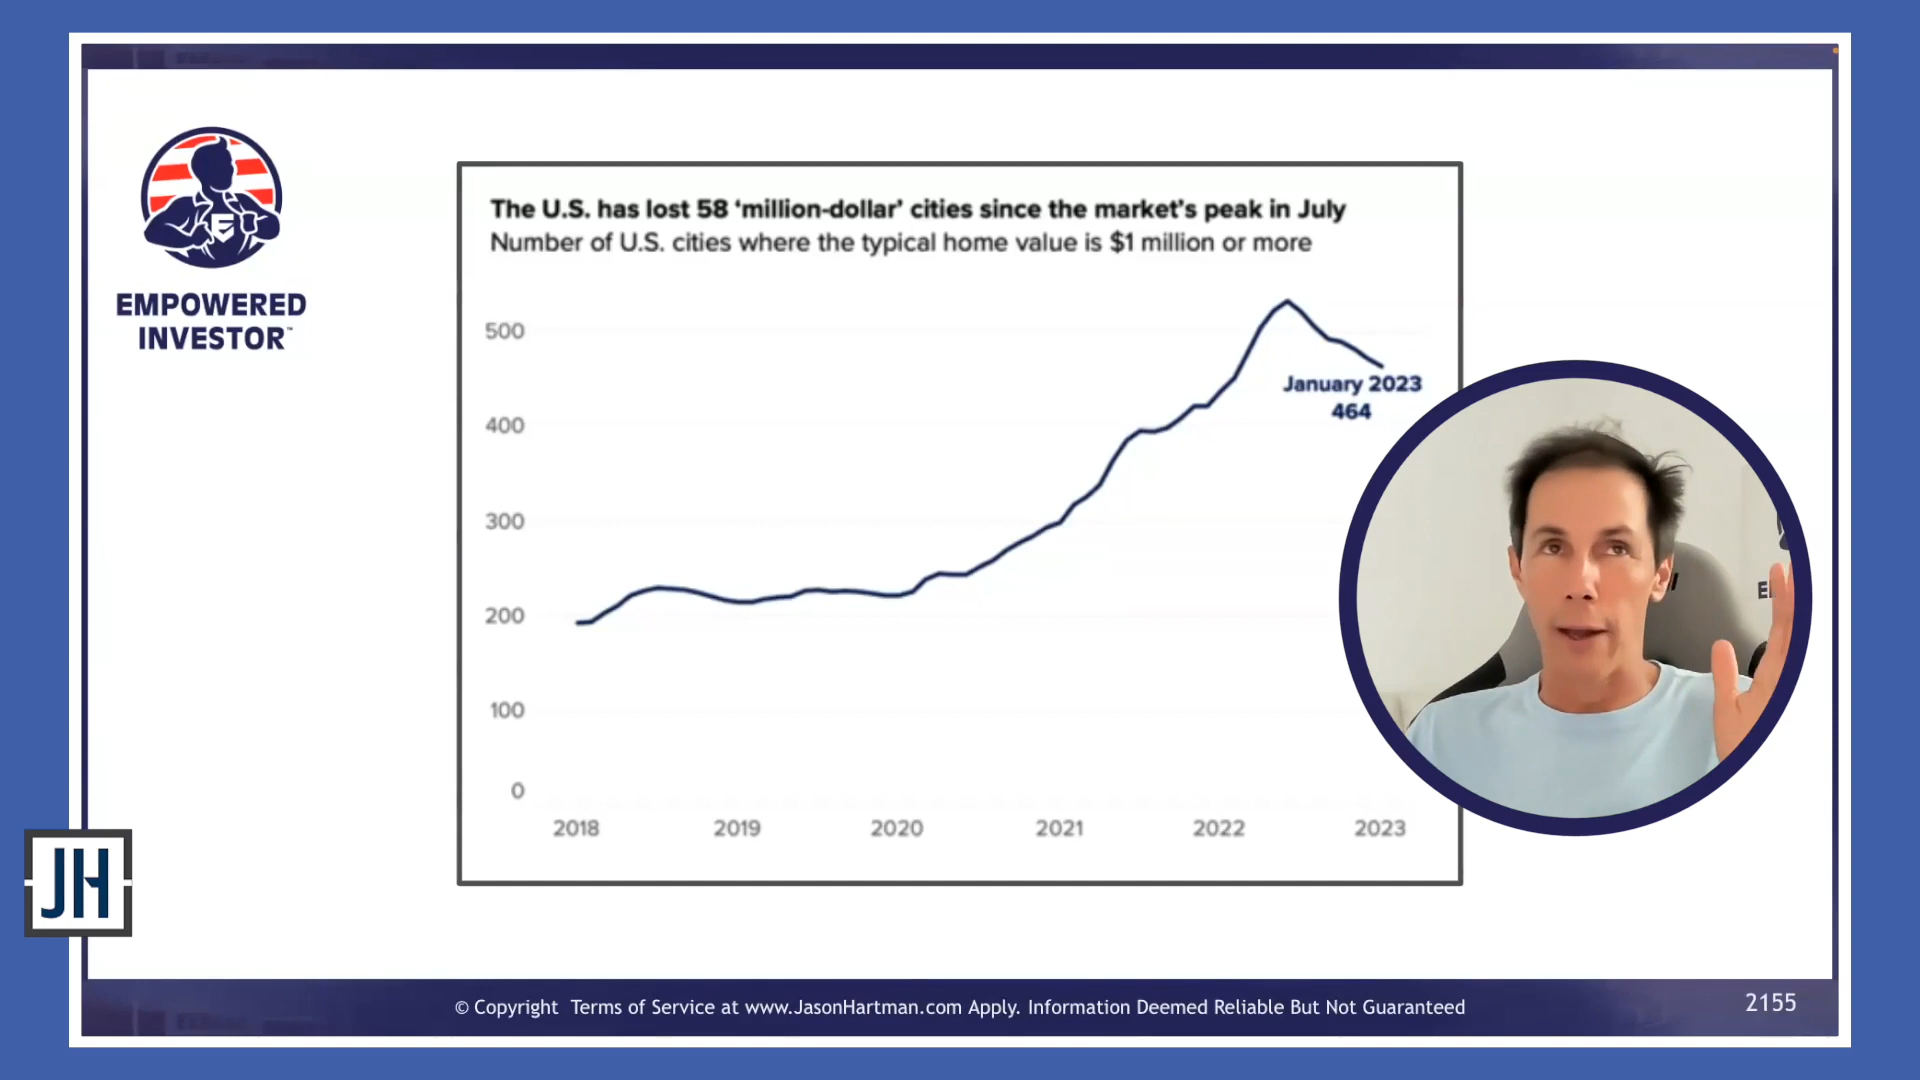 EMPOWERED
INVESTOR™
The U.S. has lost 58 ‘million-dollar’ cities since the market's peak in July
Number of U.S. cities where the typical home value is $1 million or more
500
400
300
200
100
0
January 2023
464
2018 2019 2020 2021 2022 2023
JH
© Copyright Terms of Service at www.JasonHartman.com Apply. Information Deemed Reliable But Not Guaranteed
2155